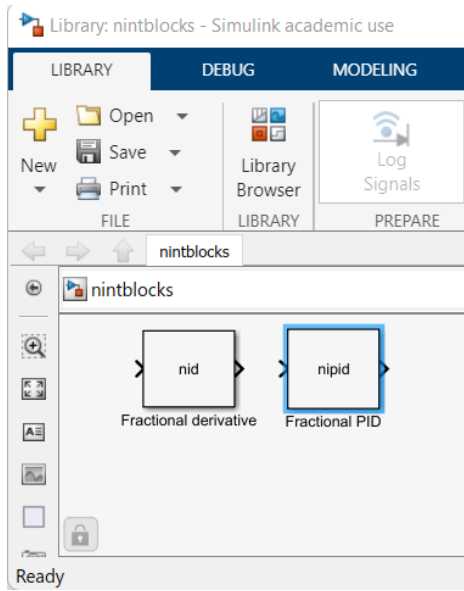 Library: nintblocks - Simulink academic use
LIBRARY DEBUG MODELING
New
Open
Save
Print
Library
Browser
Log
Signals
FILE LIBRARY PREPARE
nintblocks
nintblocks
nid
Fractional derivative
nipid
Fractional PID
Ready